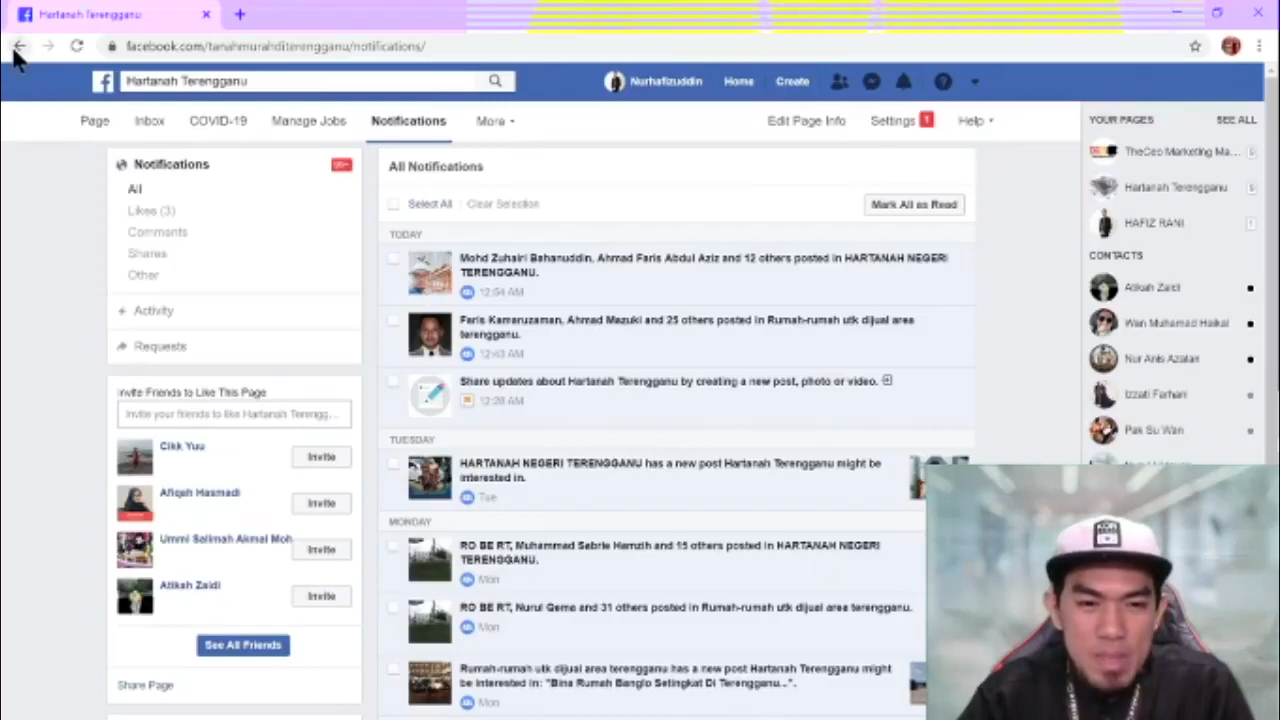 Hartanah Terengganu
facebook.com/tanahmurahditerengganu/notifications/
Hartanah Terengganu
Nurhafizuddin
Home
Create
Page
Inbox
COVID-19
Manage Jobs
Notifications
More
Edit Page Info
Settings 1
Help
YOUR PAGES
SEE ALL
TheCeo Marketing Ma...
Hartanah Terengganu
HAFIZ RANI
CONTACTS
Atikah Zaidi
Wan Muhamad Haikal
Nur Anis Azalan
Izzati Farhani
Pak Su Wan
Notifications
All
Likes (3)
Comments
Shares
Other
Activity
Requests
Invite Friends to Like This Page
Invite your friends to like Hartanah Terengg...
Cikk Yuu
Invite
Afiqah Hasmadi
Invite
Ummi Salimah Akmal Moh
Invite
Atikah Zaidi
Invite
See All Friends
Share Page
All Notifications
Select All
Clear Selection
Mark All as Read
TODAY
Mohd Zuhairi Baharuddin, Ahmad Faris Abdul Aziz and 12 others posted in HARTANAH NEGERI
TERENGGANU.
12:54 AM
Faris Kamaruzaman, Ahmad Mazuki and 25 others posted in Rumah-rumah utk dijual area
terengganu.
12:43 AM
Share updates about Hartanah Terengganu by creating a new post, photo or video.
12:28 AM
TUESDAY
HARTANAH NEGERI TERENGGANU has a new post Hartanah Terengganu might be
interested in.
Tue
MONDAY
RO BE RT, Muhammad Sabrie Hamzih and 15 others posted in HARTANAH NEGERI
TERENGGANU.
Mon
RO BE RT, Nurul Gema and 31 others posted in Rumah-rumah utk dijual area terengganu.
Mon
Rumah-rumah utk dijual area terengganu has a new post Hartanah Terengganu might
be interested in: "Bina Rumah Banglo Setingkat Di Terengganu...".
Mon